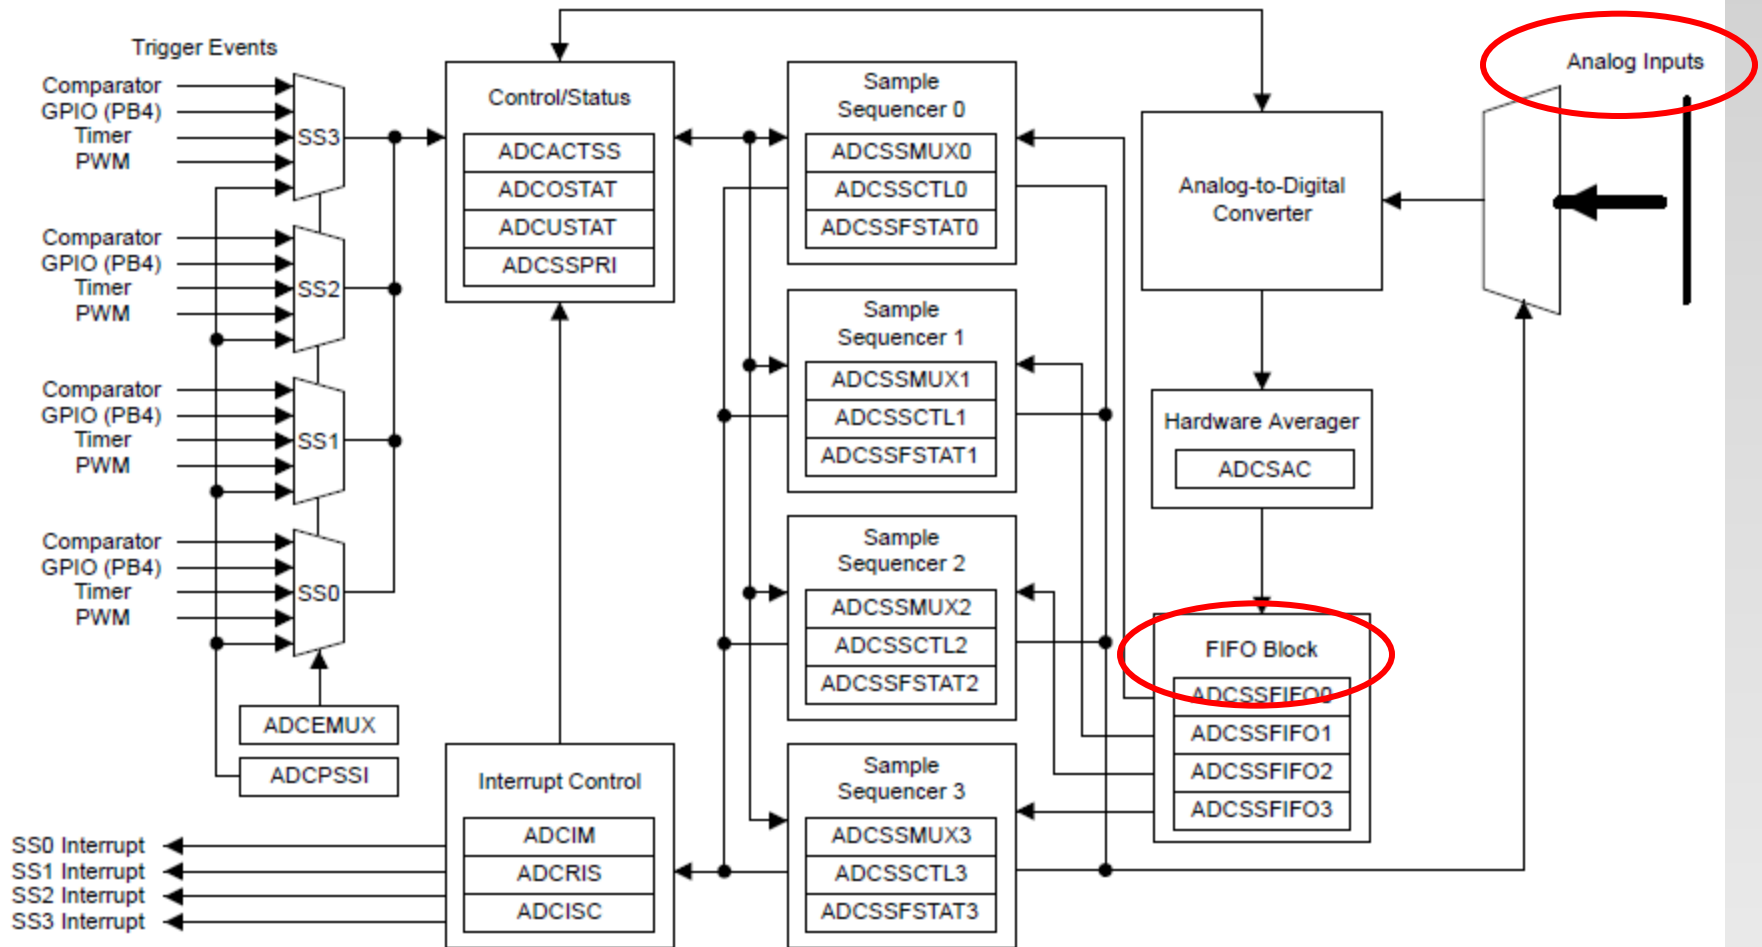 Trigger Events
Comparator
GPIO (PB4)
Timer
PWM
SS3
Comparator
GPIO (PB4)
Timer
PWM
SS2
Comparator
GPIO (PB4)
Timer
PWM
SS1
Comparator
GPIO (PB4)
Timer
PWM
SS0
ADCEMUX
ADCPSSI
Control/Status
ADCACTSS
ADCOSTAT
ADCUSTAT
ADCSSPRI
Interrupt Control
ADCIM
ADCRIS
ADCISC
SS0 Interrupt
SS1 Interrupt
SS2 Interrupt
SS3 Interrupt
Sample
Sequencer 0
ADCSSMUX0
ADCSSCTL0
ADCSSFSTAT0
Sample
Sequencer 1
ADCSSMUX1
ADCSSCTL1
ADCSSFSTAT1
Sample
Sequencer 2
ADCSSMUX2
ADCSSCTL2
ADCSSFSTAT2
Sample
Sequencer 3
ADCSSMUX3
ADCSSCTL3
ADCSSFSTAT3
Analog-to-Digital
Converter
Hardware Averager
ADCSAC
FIFO Block
ADCSSFIFO0
ADCSSFIFO1
ADCSSFIFO2
ADCSSFIFO3
Analog Inputs